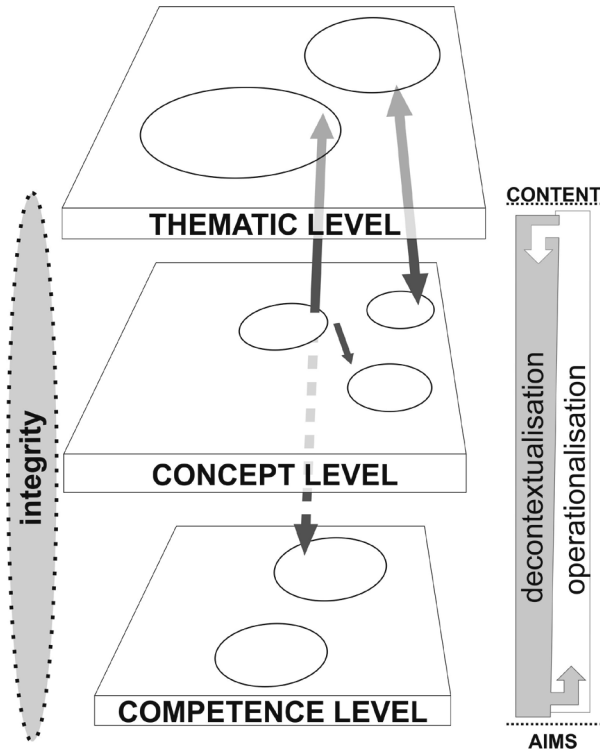 CONTENT
THEMATIC LEVEL
integrity
CONCEPT LEVEL
decontextualisation
operationalisation
COMPETENCE LEVEL
AIMS